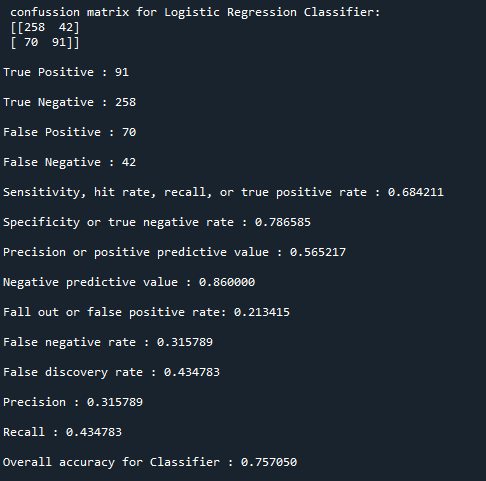 confussion matrix for Logistic Regression Classifier:
[[258 42]
[ 70 91]]
True Positive : 91
True Negative : 258
False Positive : 70
False Negative : 42
Sensitivity, hit rate, recall, or true positive rate : 0.684211
Specificity or true negative rate : 0.786585
Precision or positive predictive value : 0.565217
Negative predictive value : 0.860000
Fall out or false positive rate: 0.213415
False negative rate : 0.315789
False discovery rate : 0.434783
Precision : 0.315789
Recall : 0.434783
Overall accuracy for Classifier : 0.757050